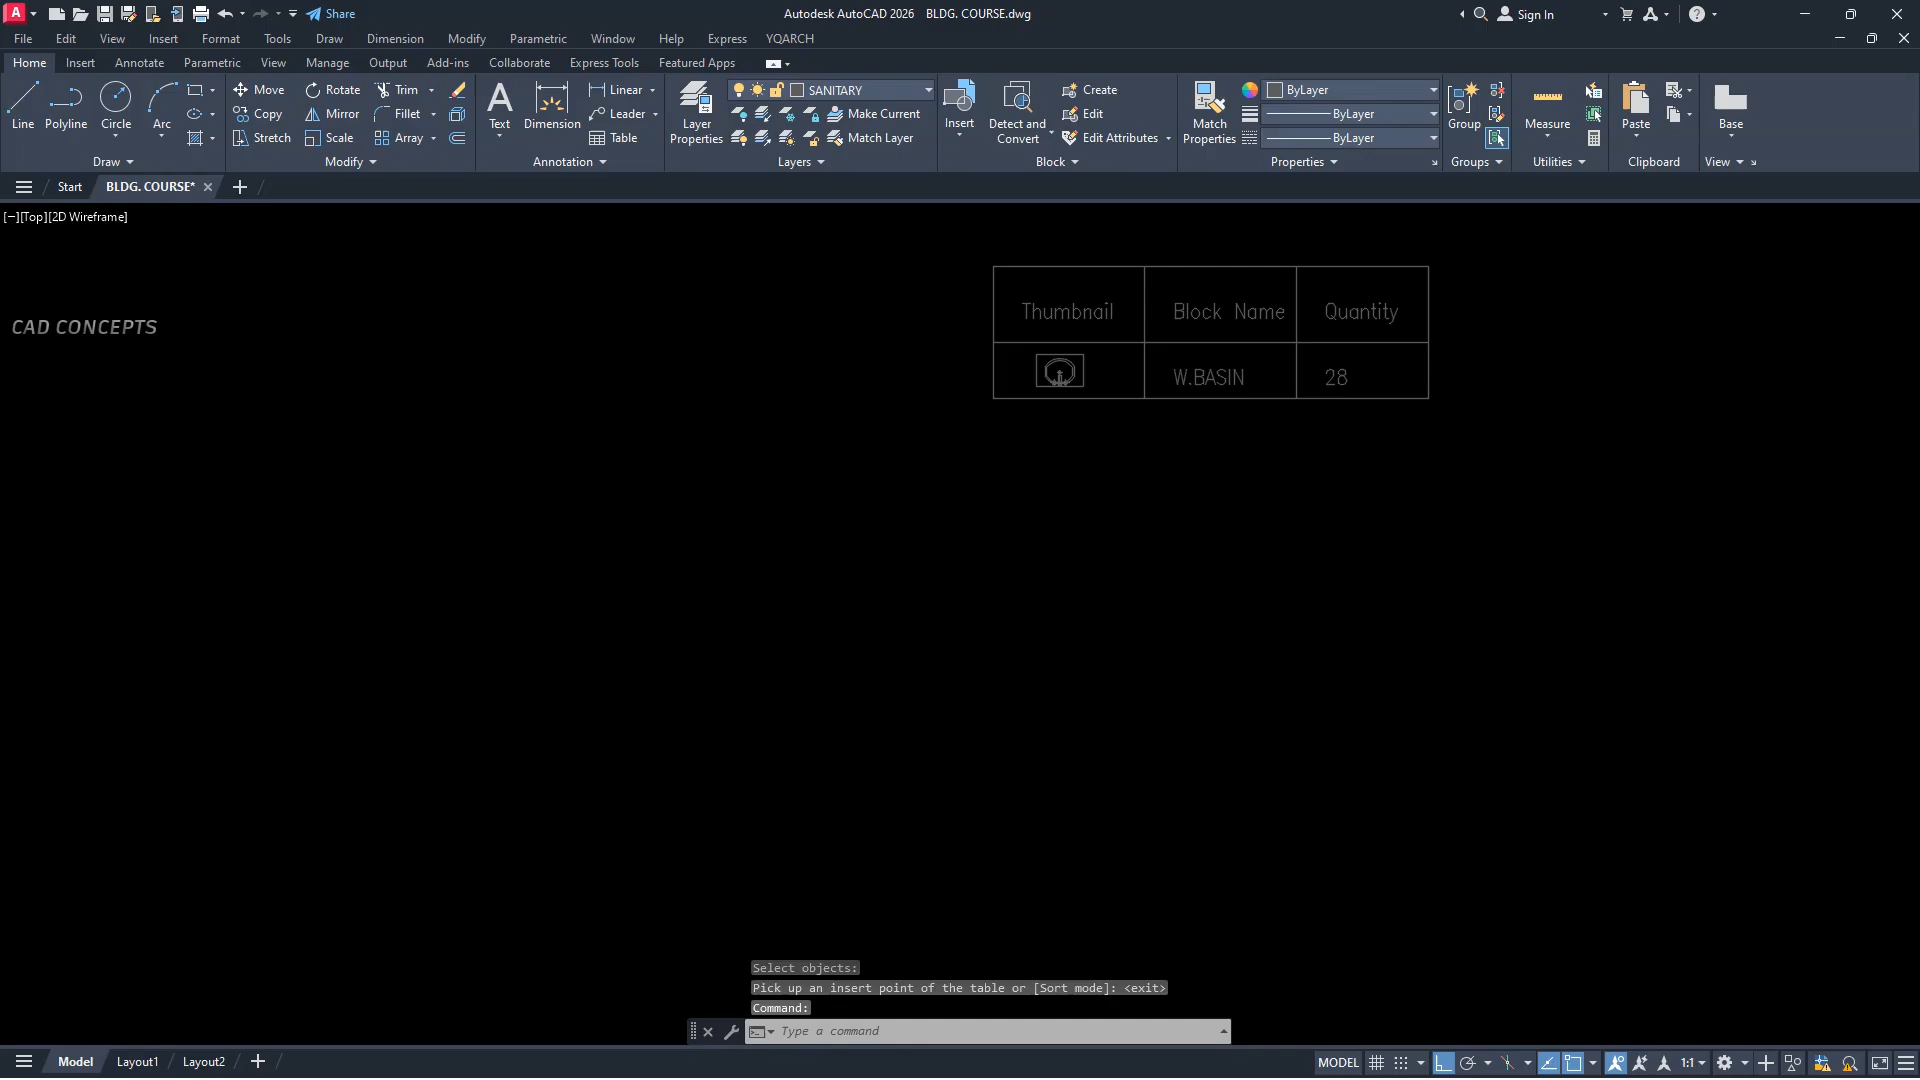 A Share Autodesk AutoCAD 2026 BLDG. COURSE.dwg Sign In
File Edit View Insert Format Tools Draw Dimension Modify Parametric Window Help Express YQARCH
Home Insert Annotate Parametric View Manage Output Collaborate Add-ins Express Tools Featured Apps
Line Polyline Circle Arc
Draw
Move Rotate Trim
Copy Mirror Fillet
Stretch Scale Array
Modify
Text Dimension
Linear
Leader
Table
Annotation
Layer Properties
SANITARY
Make Current
Match Layer
Layers
Insert
Detect and Convert
Create
Edit
Edit Attributes
Block
Match Properties
ByLayer
ByLayer
ByLayer
Properties
Group
Groups
Measure
Utilities
Paste
Clipboard
Base
View
Start BLDG. COURSE*
[−][Top][2D Wireframe]
CAD CONCEPTS
Thumbnail Block Name Quantity
W.BASIN 28
Select objects:
Pick up an insert point of the table or [Sort mode]: <exit>
Command:
Type a command
Model Layout1 Layout2
MODEL 1:1